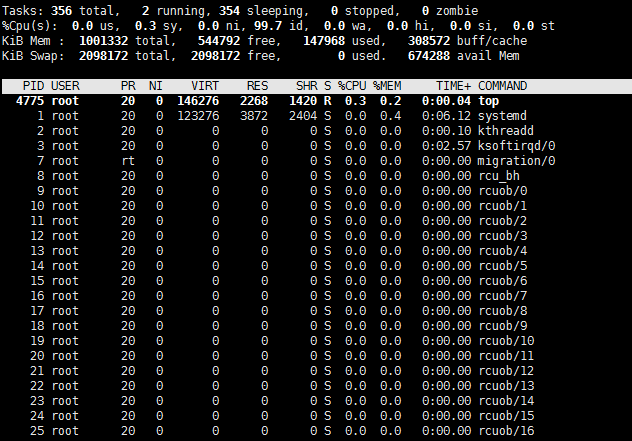 Tasks: 356 total,   2 running, 354 sleeping,   0 stopped,   0 zombie
%Cpu(s):  0.0 us,  0.3 sy,  0.0 ni, 99.7 id,  0.0 wa,  0.0 hi,  0.0 si,  0.0 st
KiB Mem :  1001332 total,   544792 free,   147968 used,   308572 buff/cache
KiB Swap:  2098172 total,  2098172 free,        0 used.   674288 avail Mem
PID USER      PR  NI    VIRT    RES    SHR S %CPU %MEM     TIME+ COMMAND
4775 root      20   0  146276   2268   1420 R  0.3  0.2   0:00.04 top
1 root      20   0  123276   3872   2404 S  0.0  0.4   0:06.12 systemd
2 root      20   0       0      0      0 S  0.0  0.0   0:00.10 kthreadd
3 root      20   0       0      0      0 S  0.0  0.0   0:02.57 ksoftirqd/0
7 root      rt   0       0      0      0 S  0.0  0.0   0:00.00 migration/0
8 root      20   0       0      0      0 S  0.0  0.0   0:00.00 rcu_bh
9 root      20   0       0      0      0 S  0.0  0.0   0:00.00 rcuob/0
10 root      20   0       0      0      0 S  0.0  0.0   0:00.00 rcuob/1
11 root      20   0       0      0      0 S  0.0  0.0   0:00.00 rcuob/2
12 root      20   0       0      0      0 S  0.0  0.0   0:00.00 rcuob/3
13 root      20   0       0      0      0 S  0.0  0.0   0:00.00 rcuob/4
14 root      20   0       0      0      0 S  0.0  0.0   0:00.00 rcuob/5
15 root      20   0       0      0      0 S  0.0  0.0   0:00.00 rcuob/6
16 root      20   0       0      0      0 S  0.0  0.0   0:00.00 rcuob/7
17 root      20   0       0      0      0 S  0.0  0.0   0:00.00 rcuob/8
18 root      20   0       0      0      0 S  0.0  0.0   0:00.00 rcuob/9
19 root      20   0       0      0      0 S  0.0  0.0   0:00.00 rcuob/10
20 root      20   0       0      0      0 S  0.0  0.0   0:00.00 rcuob/11
21 root      20   0       0      0      0 S  0.0  0.0   0:00.00 rcuob/12
22 root      20   0       0      0      0 S  0.0  0.0   0:00.00 rcuob/13
23 root      20   0       0      0      0 S  0.0  0.0   0:00.00 rcuob/14
24 root      20   0       0      0      0 S  0.0  0.0   0:00.00 rcuob/15
25 root      20   0       0      0      0 S  0.0  0.0   0:00.00 rcuob/16